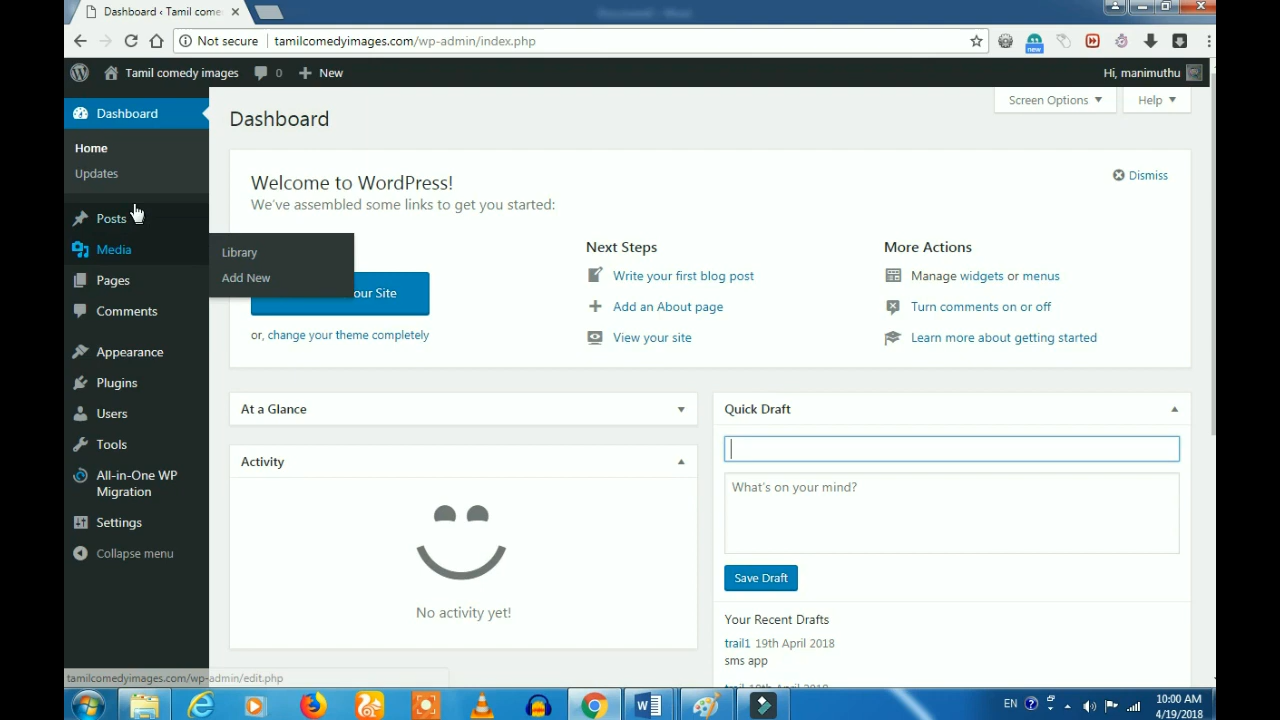 Dashboard ‹ Tamil come
Not secure | tamilcomedyimages.com/wp-admin/index.php
new
Tamil comedy images 0 New
Hi, manimuthu
Dashboard
Home
Updates
Posts
Media
Library
Add New
Pages
Comments
Appearance
Plugins
Users
Tools
All-in-One WP
Migration
Settings
Collapse menu
Dashboard
Screen Options
Help
Welcome to WordPress!
Dismiss
We've assembled some links to get you started:
our Site
or, change your theme completely
Next Steps
Write your first blog post
Add an About page
View your site
More Actions
Manage widgets or menus
Turn comments on or off
Learn more about getting started
At a Glance
Activity
No activity yet!
Quick Draft
What's on your mind?
Save Draft
Your Recent Drafts
trail1 19th April 2018
sms app
tamilcomedyimages.com/wp-admin/edit.php
EN
10:00 AM
4/19/2018